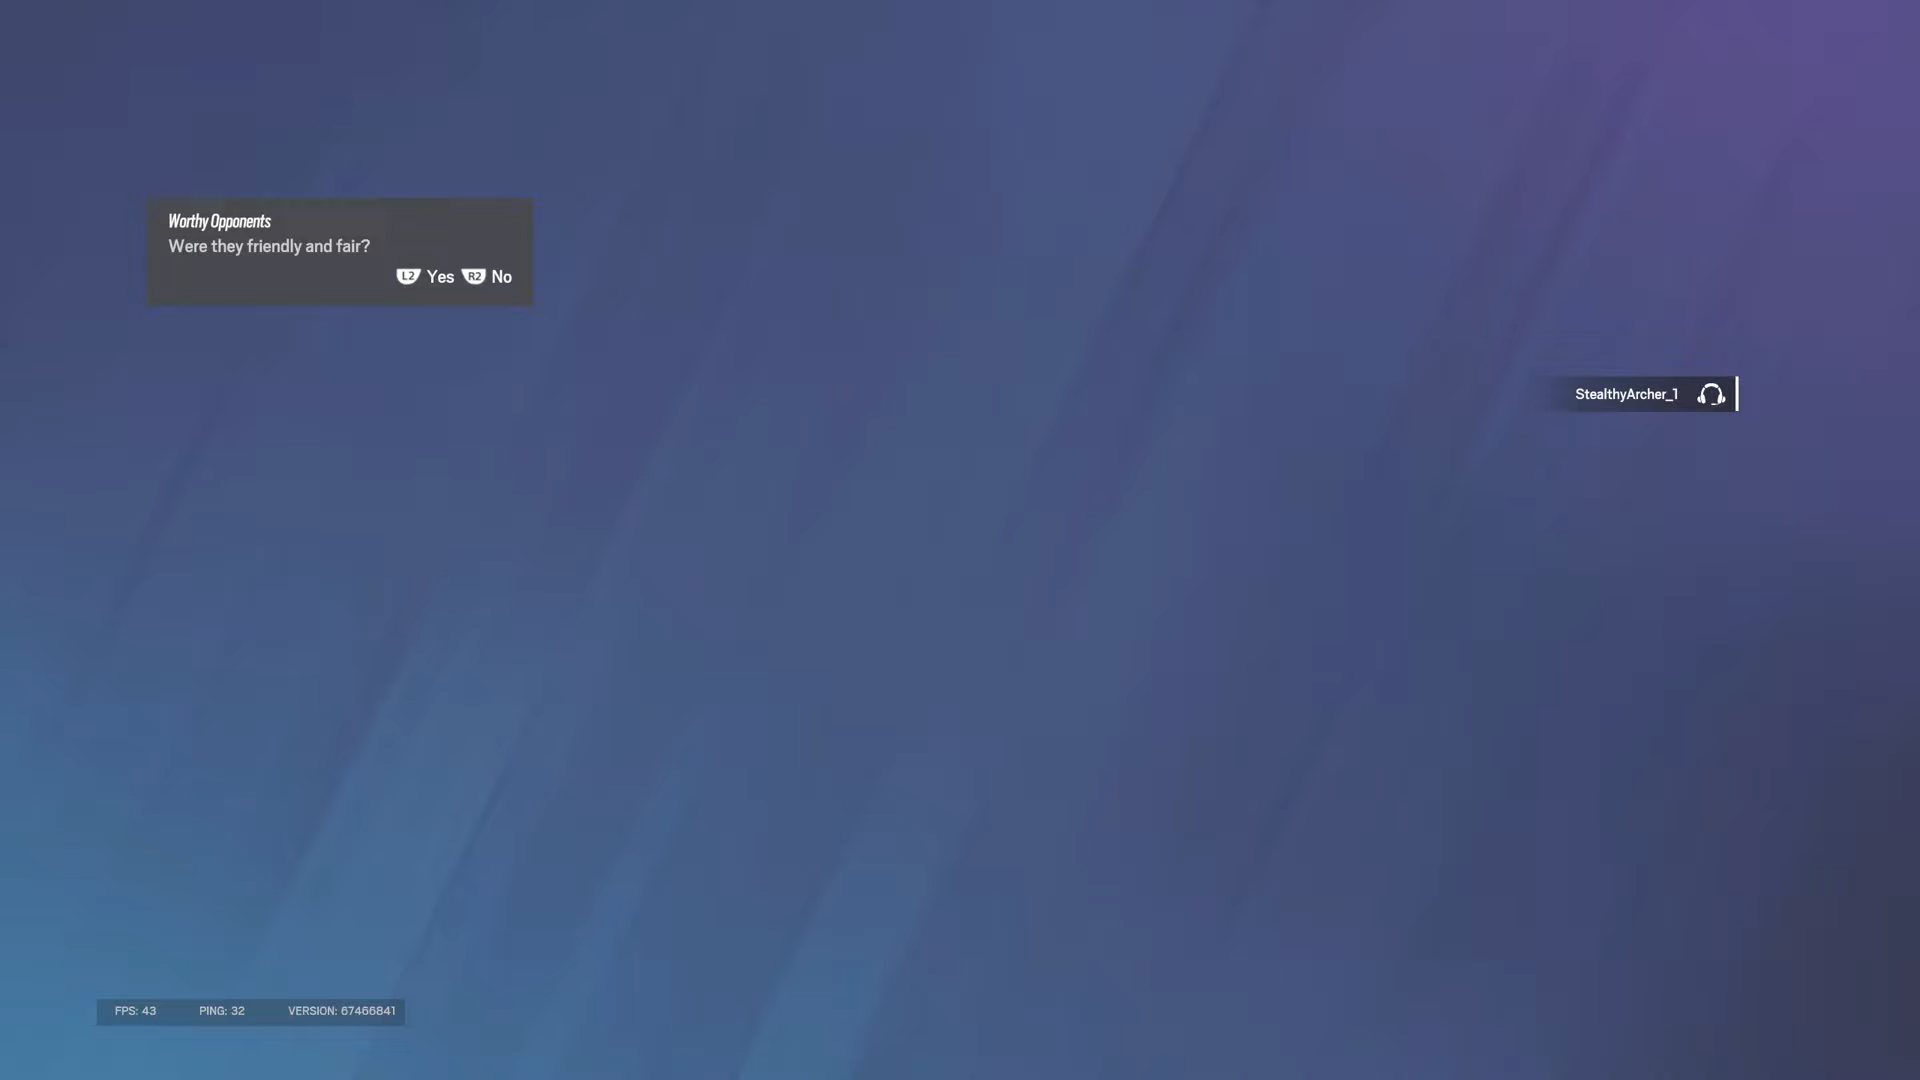 Worthy Opponents
Were they friendly and fair?
L2 Yes R2 No
StealthyArcher_1
FPS: 43 PING: 32 VERSION: 67466841